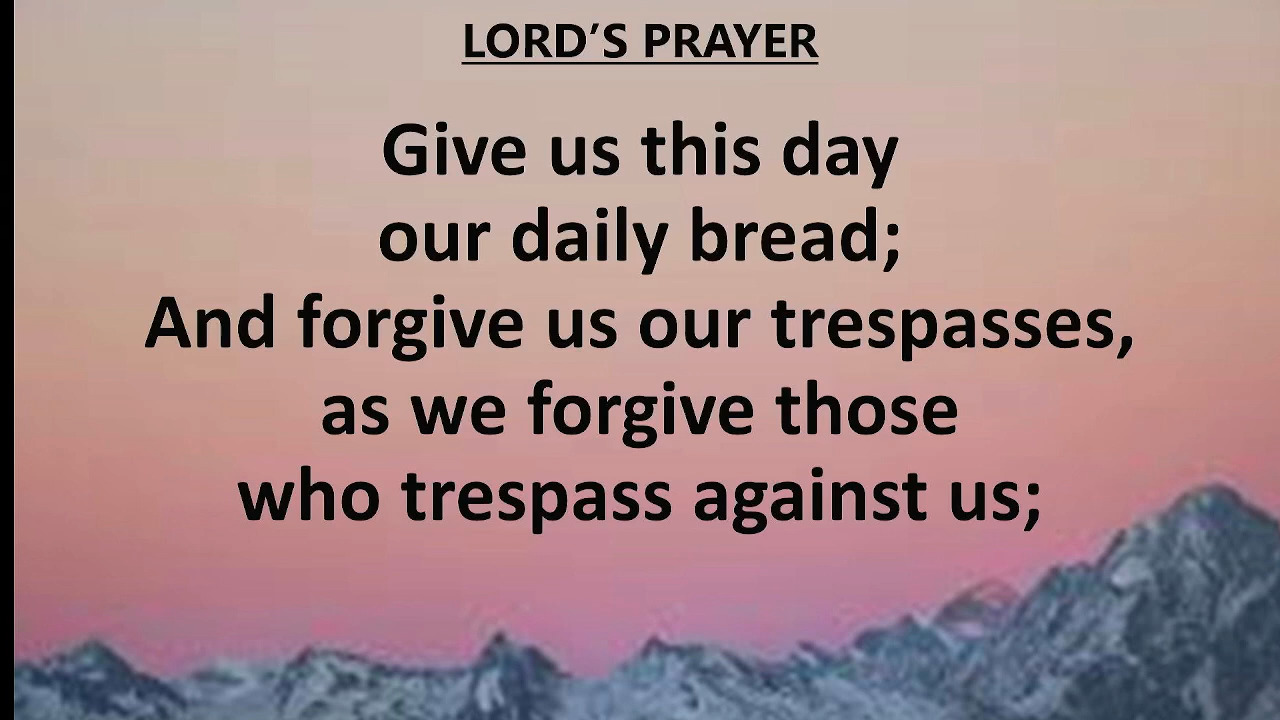 LORD’S PRAYER
Give us this day
our daily bread;
And forgive us our trespasses,
as we forgive those
who trespass against us;